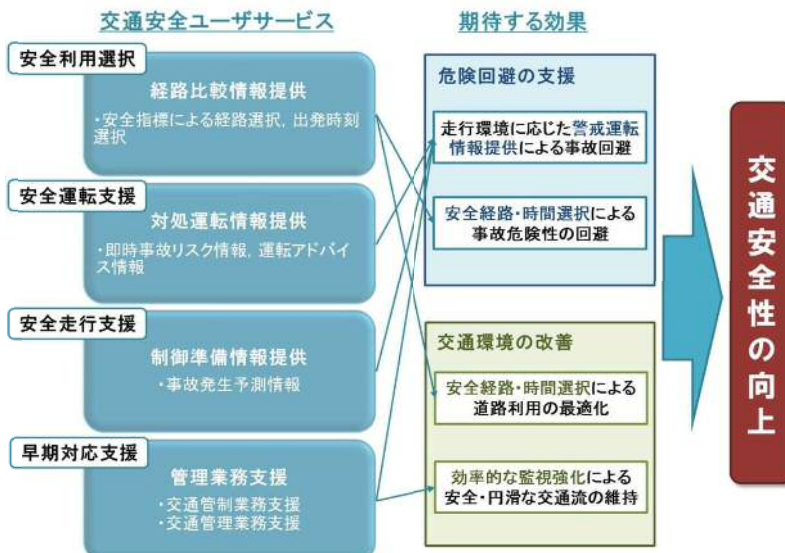 交通安全ユーザサービス
期待する効果
安全利用選択
経路比較情報提供
・安全指標による経路選択，出発時刻
選択
安全運転支援
対処運転情報提供
・即時事故リスク情報，運転アドバイ
ス情報
安全走行支援
制御準備情報提供
・事故発生予測情報
早期対応支援
管理業務支援
・交通管制業務支援
・交通管理業務支援
危険回避の支援
走行環境に応じた警戒運転
情報提供による事故回避
安全経路・時間選択による
事故危険性の回避
交通環境の改善
安全経路・時間選択による
道路利用の最適化
効率的な監視強化による
安全・円滑な交通流の維持
交通安全性の向上